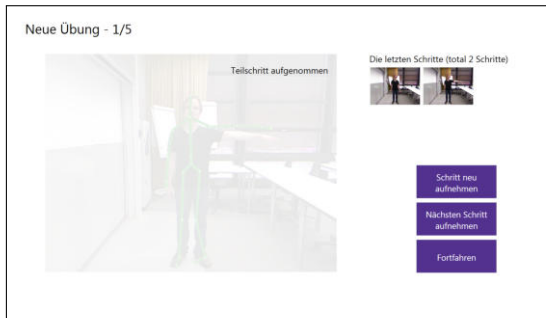 Neue Übung - 1/5
Teilschritt aufgenommen
Die letzten Schritte (total 2 Schritte)
Schritt neu
aufnehmen
Nächsten Schritt
aufnehmen
Fortfahren